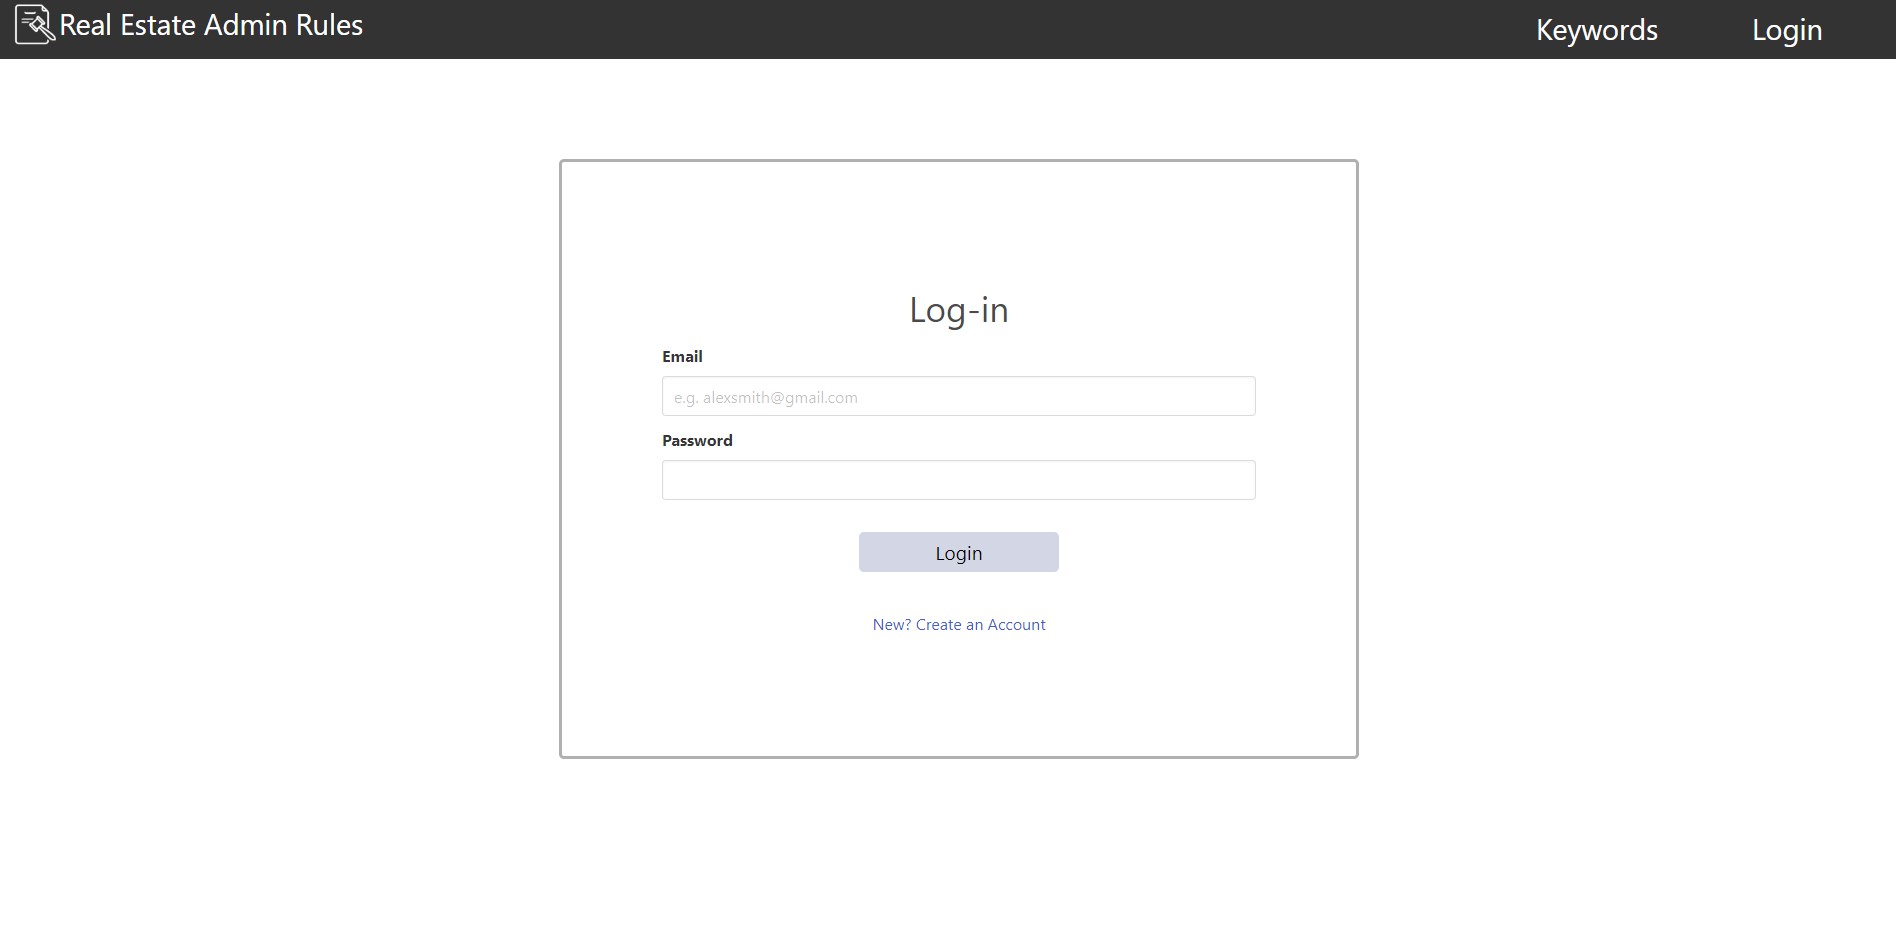 Real Estate Admin Rules
Keywords
Login
Log-in
Email
e.g. alexsmith@gmail.com
Password
Login
New? Create an Account